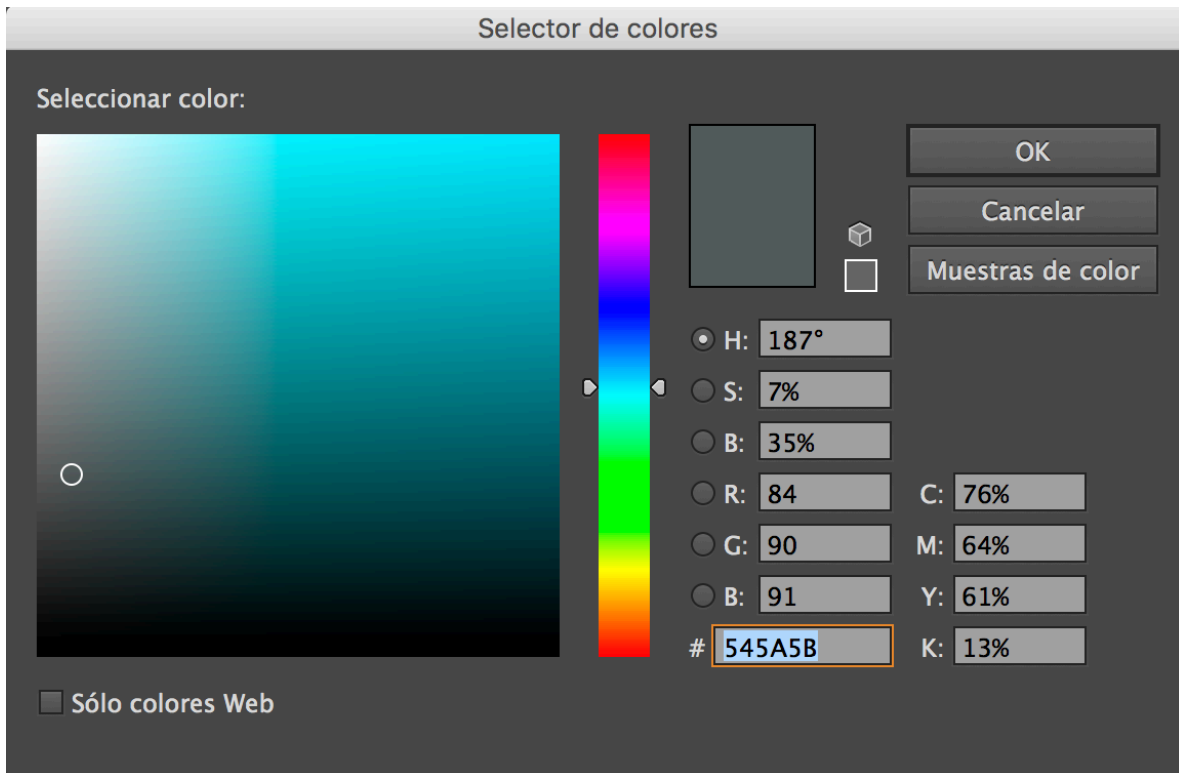 Selector de colores
Seleccionar color:
OK
Cancelar
Muestras de color
H: 187°
S: 7%
B: 35%
R: 84
C: 76%
G: 90
M: 64%
B: 91
Y: 61%
# 545A5B
K: 13%
Sólo colores Web